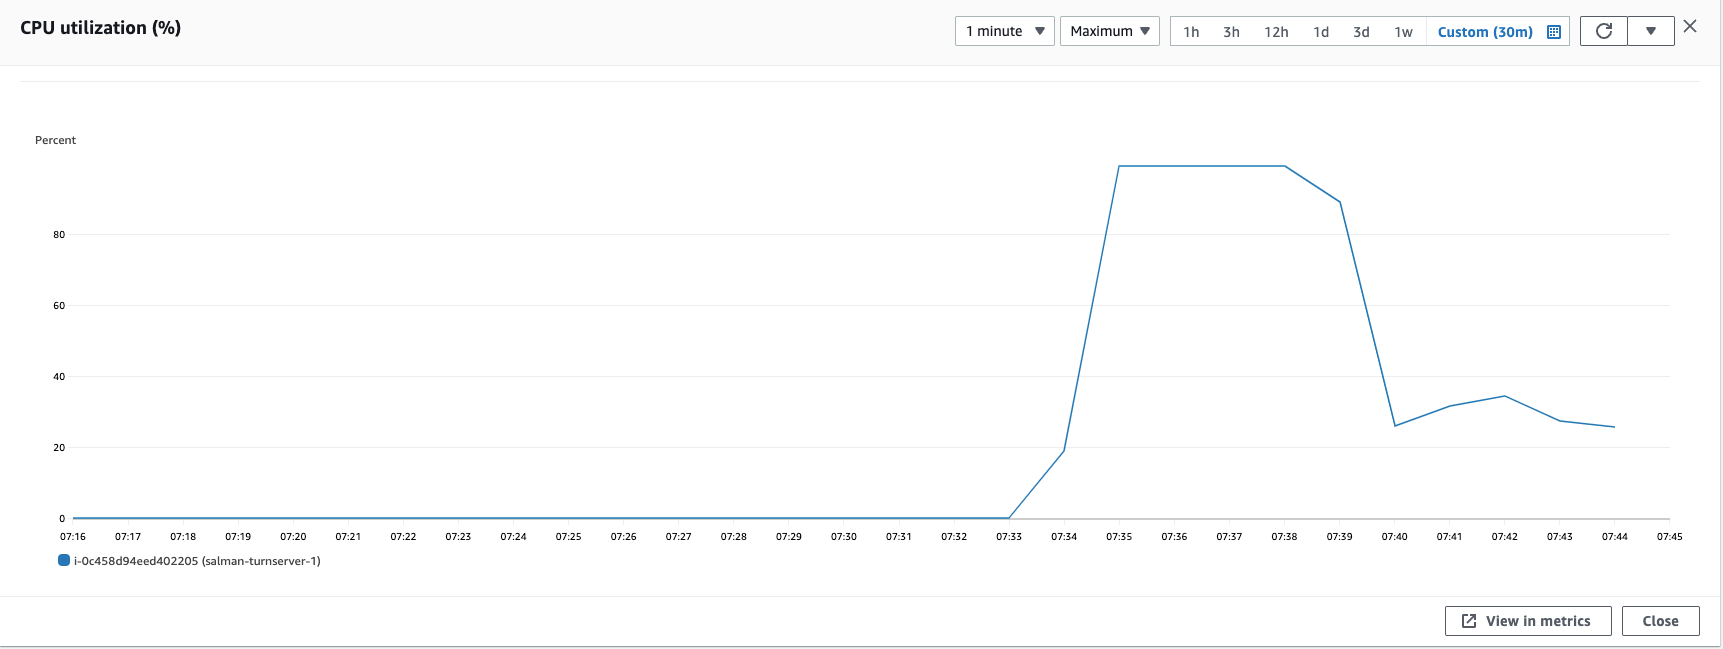 CPU utilization (%)
1 minute
Maximum
1h 3h 12h 1d 3d 1w Custom (30m)
Percent
80
60
40
20
0
07:16 07:17 07:18 07:19 07:20 07:21 07:22 07:23 07:24 07:25 07:26 07:27 07:28 07:29 07:30 07:31 07:32 07:33 07:34 07:35 07:36 07:37 07:38 07:39 07:40 07:41 07:42 07:43 07:44 07:45
i-0c458d94eed402205 (salman-turnserver-1)
View in metrics
Close